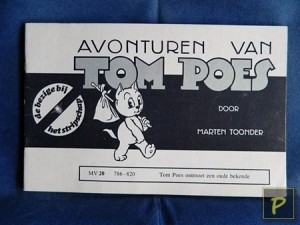 AVONTUREN VAN
TOM POES
de bezige bij
het stripschap
DOOR
MARTEN TOONDER
MV 20 786-820 Tom Poes ontmoet een oude bekende
P